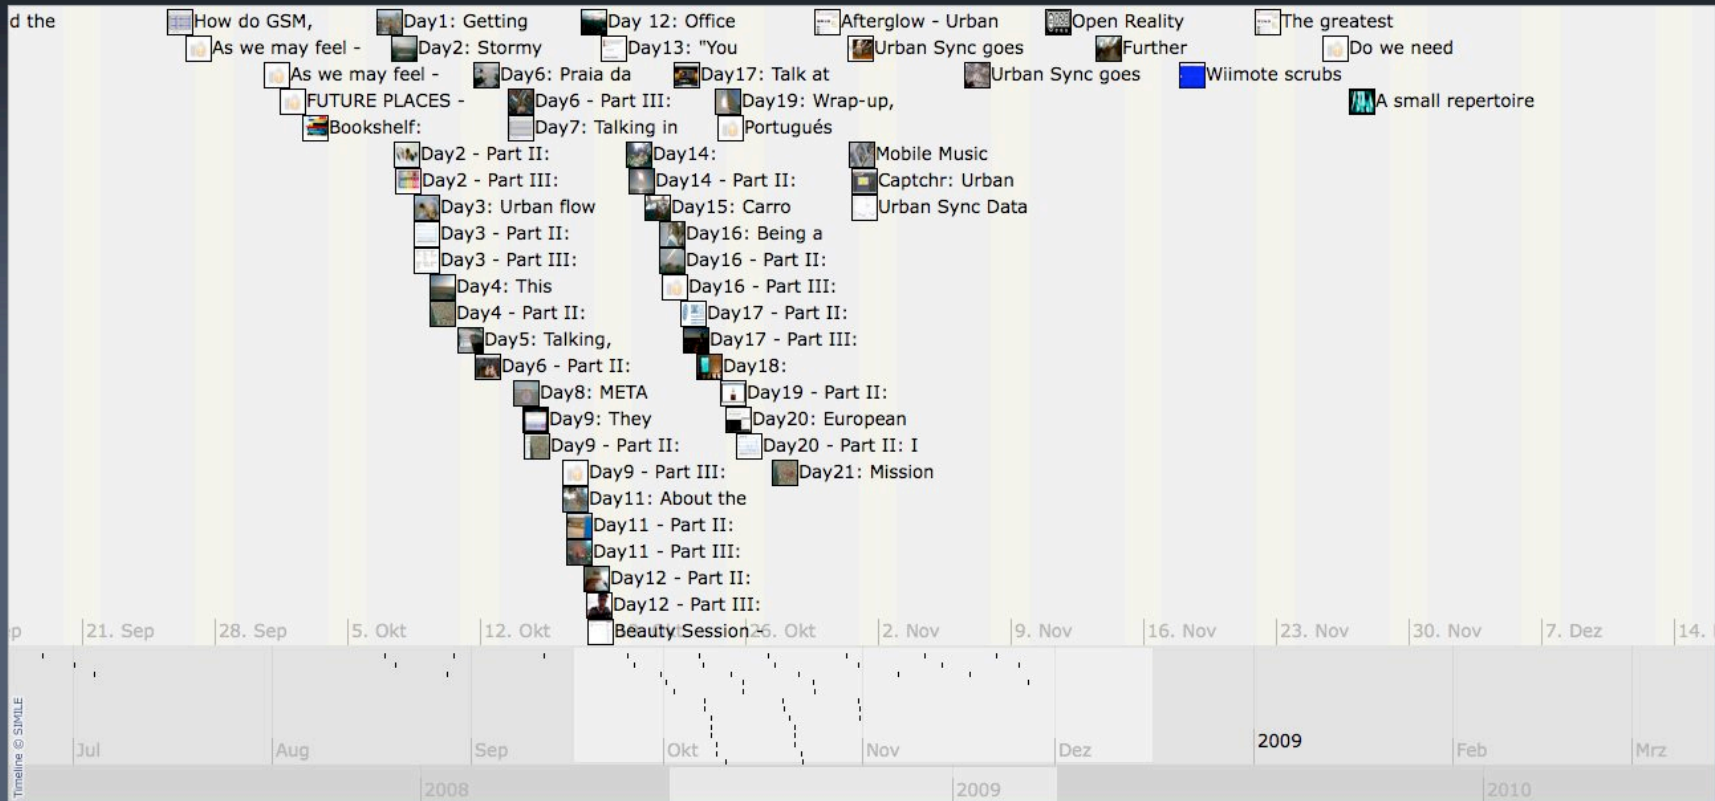 d the
How do GSM,
Day1: Getting
Day 12: Office
Afterglow - Urban
Open Reality
The greatest
As we may feel -
Day2: Stormy
Day13: "You
Urban Sync goes
Further
Do we need
As we may feel -
Day6: Praia da
Day17: Talk at
Urban Sync goes
Wiimote scrubs
FUTURE PLACES -
Day6 - Part III:
Day19: Wrap-up,
A small repertoire
Bookshelf:
Day7: Talking in
Portugués
Day2 - Part II:
Day14:
Mobile Music
Day2 - Part III:
Day14 - Part II:
Captchr: Urban
Day3: Urban flow
Day15: Carro
Urban Sync Data
Day3 - Part II:
Day16: Being a
Day3 - Part III:
Day16 - Part II:
Day4: This
Day16 - Part III:
Day4 - Part II:
Day17 - Part II:
Day5: Talking,
Day17 - Part III:
Day6 - Part II:
Day18:
Day8: META
Day19 - Part II:
Day9: They
Day20: European
Day9 - Part II:
Day20 - Part II: I
Day9 - Part III:
Day21: Mission
Day11: About the
Day11 - Part II:
Day11 - Part III:
Day12 - Part II:
Day12 - Part III:
Beauty Session -
p
21. Sep
28. Sep
5. Okt
12. Okt
26. Okt
2. Nov
9. Nov
16. Nov
23. Nov
30. Nov
7. Dez
14.
Jul
Aug
Sep
Okt
Nov
Dez
2009
Feb
Mrz
Timeline © SIMILE
2008
2009
2010